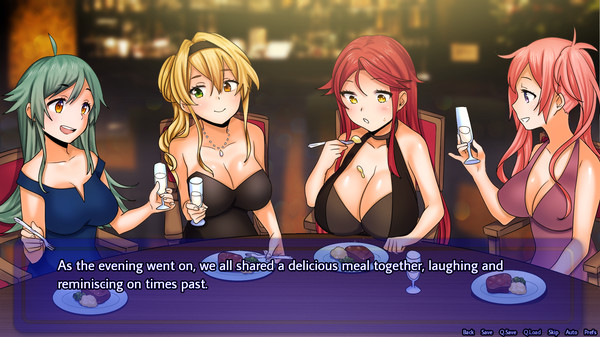 As the evening went on, we all shared a delicious meal together, laughing and
reminiscing on times past.
Back Save Q.Save Q.Load Skip Auto Prefs